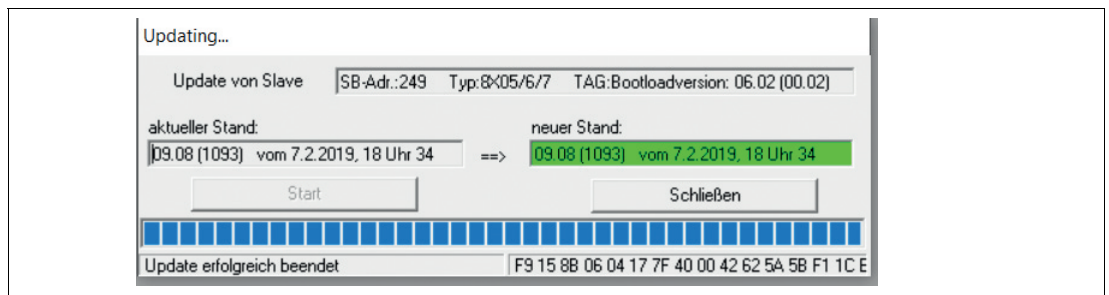 Updating...
Update von Slave SB-Adr.:249 Typ:8X05/6/7 TAG:Bootloadversion: 06.02 (00.02)
aktueller Stand: neuer Stand:
09.08 (1093) vom 7.2.2019, 18 Uhr 34 ==> 09.08 (1093) vom 7.2.2019, 18 Uhr 34
Start Schließen
Update erfolgreich beendet F9 15 8B 06 04 17 7F 40 00 42 62 5A 5B F1 1C E